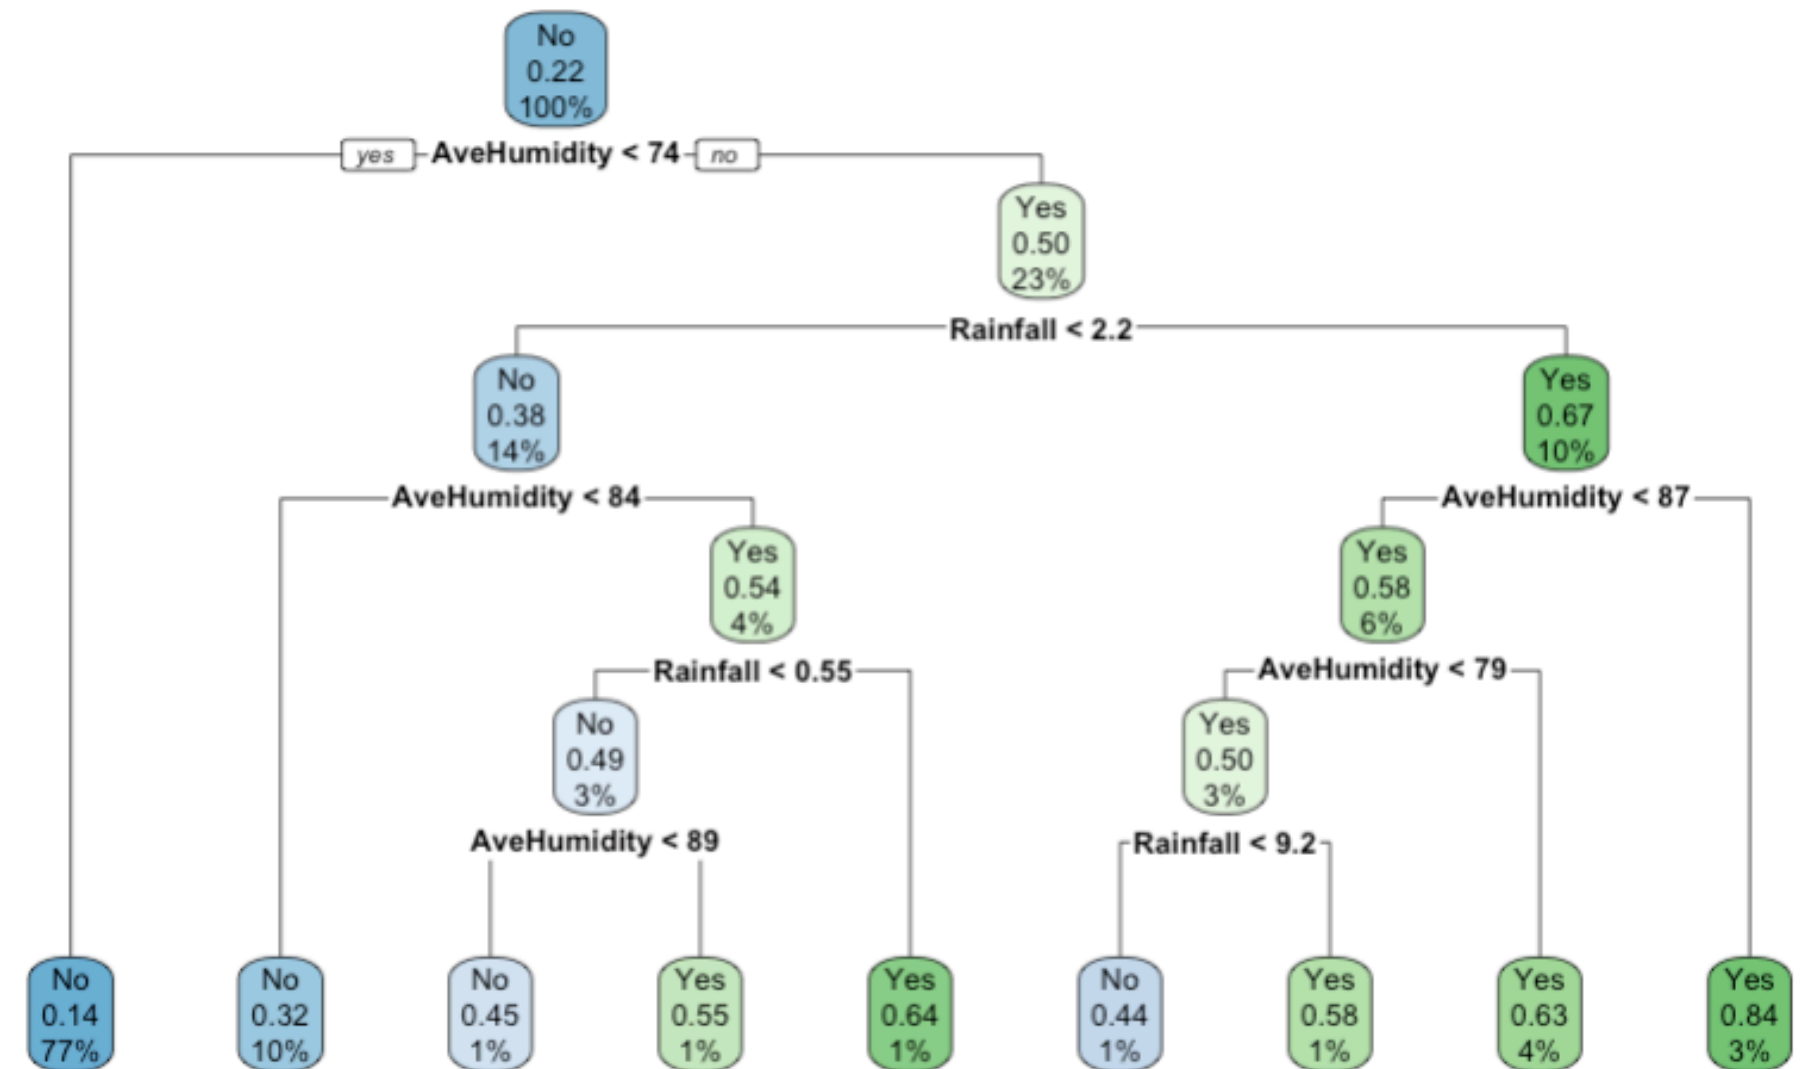 No
0.22
100%
yes AveHumidity < 74 no
Yes
0.50
23%
Rainfall < 2.2
No
0.38
14%
Yes
0.67
10%
AveHumidity < 84
AveHumidity < 87
Yes
0.54
4%
Yes
0.58
6%
Rainfall < 0.55
AveHumidity < 79
No
0.49
3%
Yes
0.50
3%
AveHumidity < 89
Rainfall < 9.2
No
0.14
77%
No
0.32
10%
No
0.45
1%
Yes
0.55
1%
Yes
0.64
1%
No
0.44
1%
Yes
0.58
1%
Yes
0.63
4%
Yes
0.84
3%